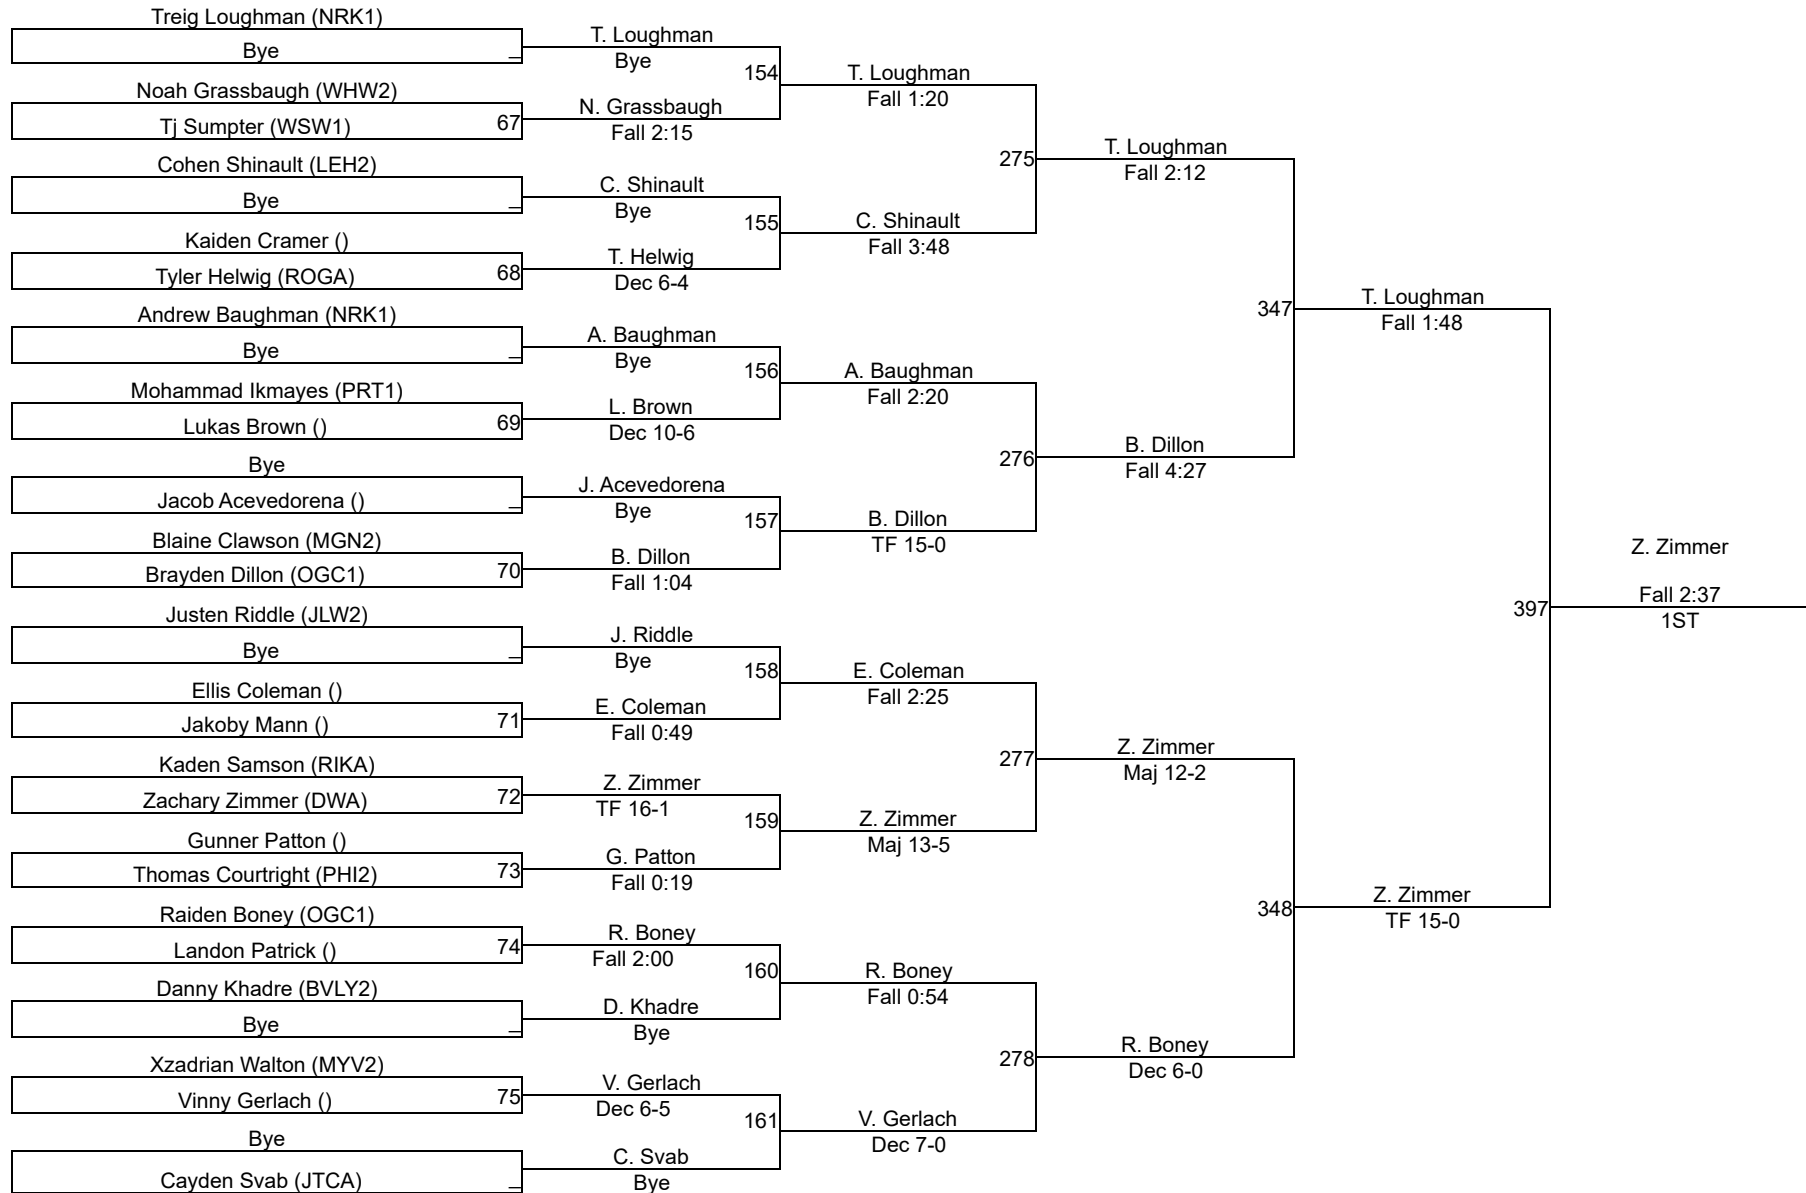 Treig Loughman (NRK1)
Bye
_
Noah Grassbaugh (WHW2)
Tj Sumpter (WSW1)
67
Cohen Shinault (LEH2)
Bye
_
Kaiden Cramer ()
Tyler Helwig (ROGA)
68
Andrew Baughman (NRK1)
Bye
_
Mohammad Ikmayes (PRT1)
Lukas Brown ()
69
Bye
Jacob Acevedorena ()
_
Blaine Clawson (MGN2)
Brayden Dillon (OGC1)
70
Justen Riddle (JLW2)
Bye
_
Ellis Coleman ()
Jakoby Mann ()
71
Kaden Samson (RIKA)
Zachary Zimmer (DWA)
72
Gunner Patton ()
Thomas Courtright (PHI2)
73
Raiden Boney (OGC1)
Landon Patrick ()
74
Danny Khadre (BVLY2)
Bye
_
Xzadrian Walton (MYV2)
Vinny Gerlach ()
75
Bye
Cayden Svab (JTCA)
_
T. Loughman
Bye
154
N. Grassbaugh
Fall 2:15
C. Shinault
Bye
155
T. Helwig
Dec 6-4
A. Baughman
Bye
156
L. Brown
Dec 10-6
J. Acevedorena
Bye
157
B. Dillon
Fall 1:04
J. Riddle
Bye
158
E. Coleman
Fall 0:49
Z. Zimmer
TF 16-1
159
G. Patton
Fall 0:19
R. Boney
Fall 2:00
160
D. Khadre
Bye
V. Gerlach
Dec 6-5
161
C. Svab
Bye
T. Loughman
Fall 1:20
275
C. Shinault
Fall 3:48
A. Baughman
Fall 2:20
276
B. Dillon
TF 15-0
E. Coleman
Fall 2:25
277
Z. Zimmer
Maj 13-5
R. Boney
Fall 0:54
278
V. Gerlach
Dec 7-0
T. Loughman
Fall 2:12
347
B. Dillon
Fall 4:27
Z. Zimmer
Maj 12-2
348
R. Boney
Dec 6-0
T. Loughman
Fall 1:48
397
Z. Zimmer
TF 15-0
Z. Zimmer
Fall 2:37
1ST